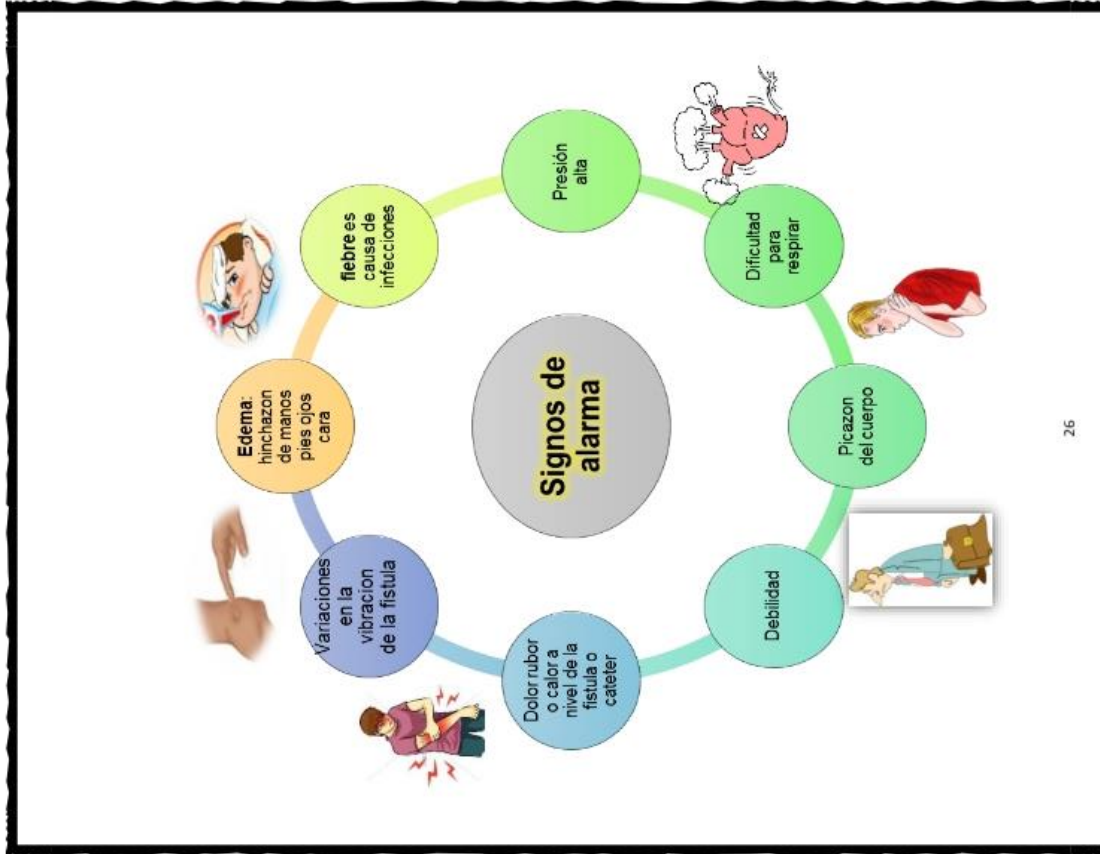 Signos de
alarma
Presión
alta
Dificultad
para
respirar
Picazon
del cuerpo
Debilidad
Dolor rubor
o calor a
nivel de la
fistula o
cateter
Variaciones
en la
vibracion
de la fistula
Edema:
hinchazon
de manos
pies ojos
cara
fiebre es
causa de
infecciones
26